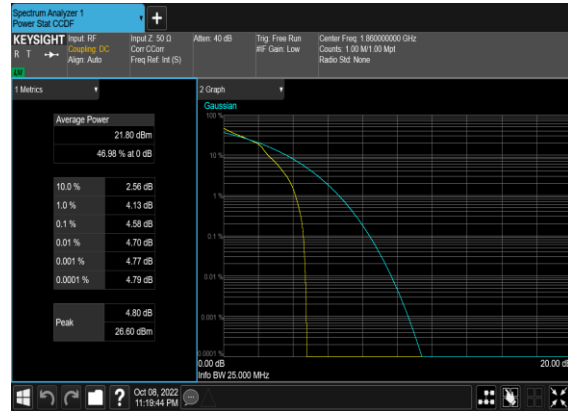 Spectrum Analyzer 1
Power Stat CCDF
KEYSIGHT
R T
LXI
Input: RF
Coupling: DC
Align: Auto
Input Z: 50 Ω
Corr CCorr
Freq Ref: Int (S)
Atten: 40 dB
Trig: Free Run
#IF Gain: Low
Center Freq: 1.860000000 GHz
Counts: 1.00 M/1.00 Mpt
Radio Std: None
1 Metrics
Average Power
21.80 dBm
46.98 % at 0 dB
10.0 % 2.56 dB
1.0 % 4.13 dB
0.1 % 4.58 dB
0.01 % 4.70 dB
0.001 % 4.77 dB
0.0001 % 4.79 dB
Peak
4.80 dB
26.60 dBm
2 Graph
Gaussian
100 %
10 %
1 %
0.1 %
0.01 %
0.001 %
0.0001 %
0.00 dB
20.00 dB
Info BW 25.000 MHz
Oct 08, 2022
11:19:44 PM